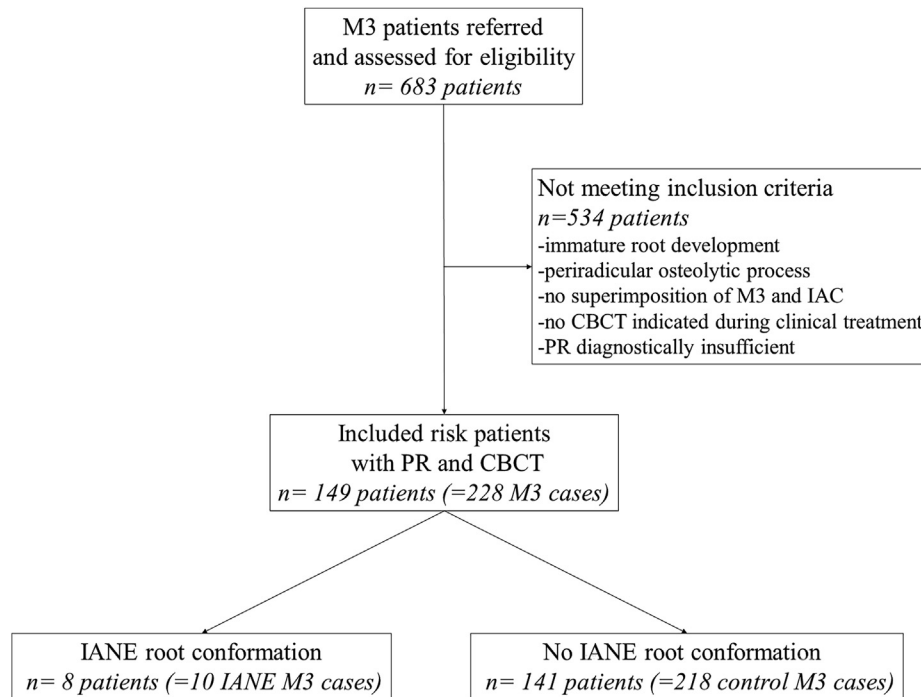 M3 patients referred
and assessed for eligibility
n= 683 patients
Not meeting inclusion criteria
n=534 patients
-immature root development
-periradicular osteolytic process
-no superimposition of M3 and IAC
-no CBCT indicated during clinical treatment
-PR diagnostically insufficient
Included risk patients
with PR and CBCT
n= 149 patients (=228 M3 cases)
IANE root conformation
n= 8 patients (=10 IANE M3 cases)
No IANE root conformation
n= 141 patients (=218 control M3 cases)